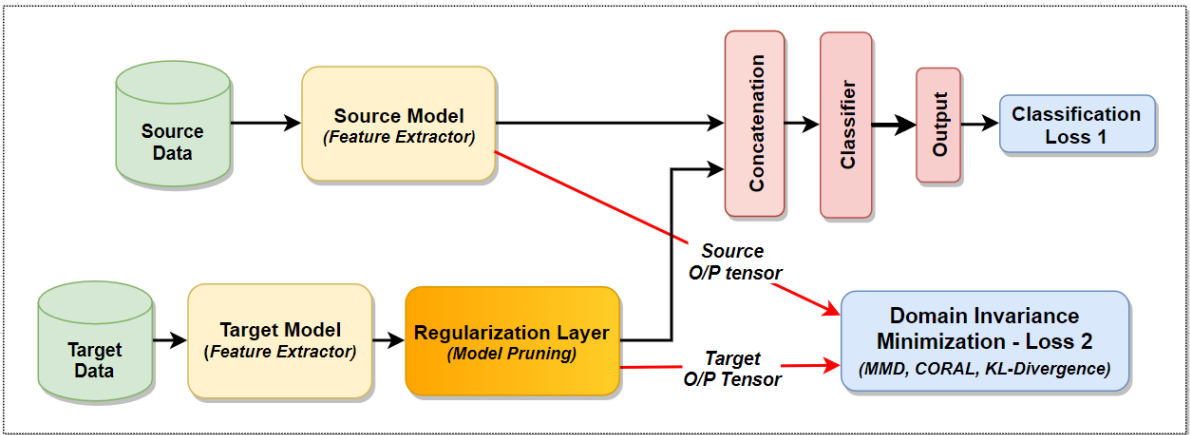 Source
Data
Source Model
(Feature Extractor)
Concatenation
Classifier
Output
Classification
Loss 1
Source
O/P tensor
Target
Data
Target Model
(Feature Extractor)
Regularization Layer
(Model Pruning)
Target
O/P Tensor
Domain Invariance
Minimization - Loss 2
(MMD, CORAL, KL-Divergence)